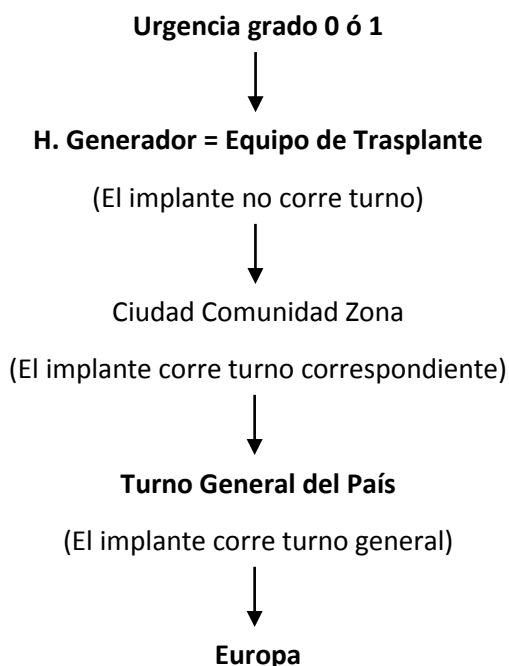 Urgencia grado 0 ó 1
H. Generador = Equipo de Trasplante
(El implante no corre turno)
Ciudad Comunidad Zona
(El implante corre turno correspondiente)
Turno General del País
(El implante corre turno general)
Europa